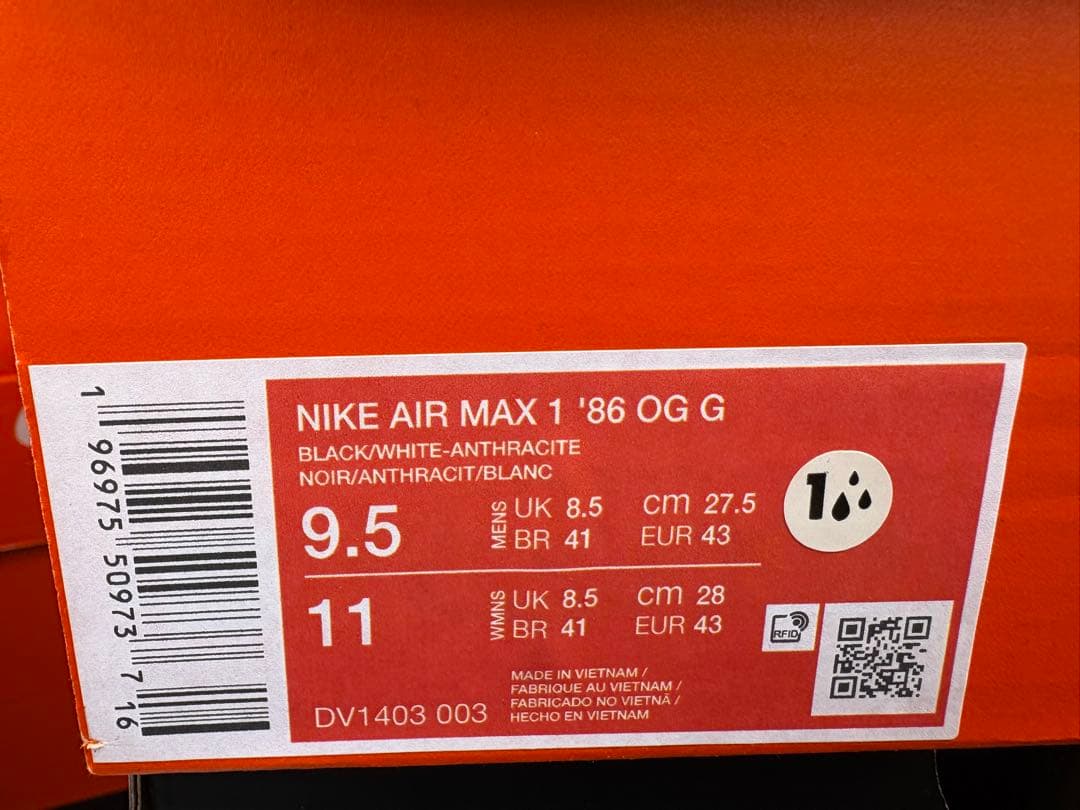 1 96975 50973 7 16
NIKE AIR MAX 1 '86 OG G
BLACK/WHITE-ANTHRACITE
NOIR/ANTHRACIT/BLANC
9.5 MENS UK 8.5 CM 27.5
BR 41 EUR 43
11 WMNS UK 8.5 CM 28
BR 41 EUR 43
1
RFID
MADE IN VIETNAM /
FABRIQUE AU VIETNAM /
FABRICADO NO VIETNÃ /
HECHO EN VIETNAM
DV1403 003